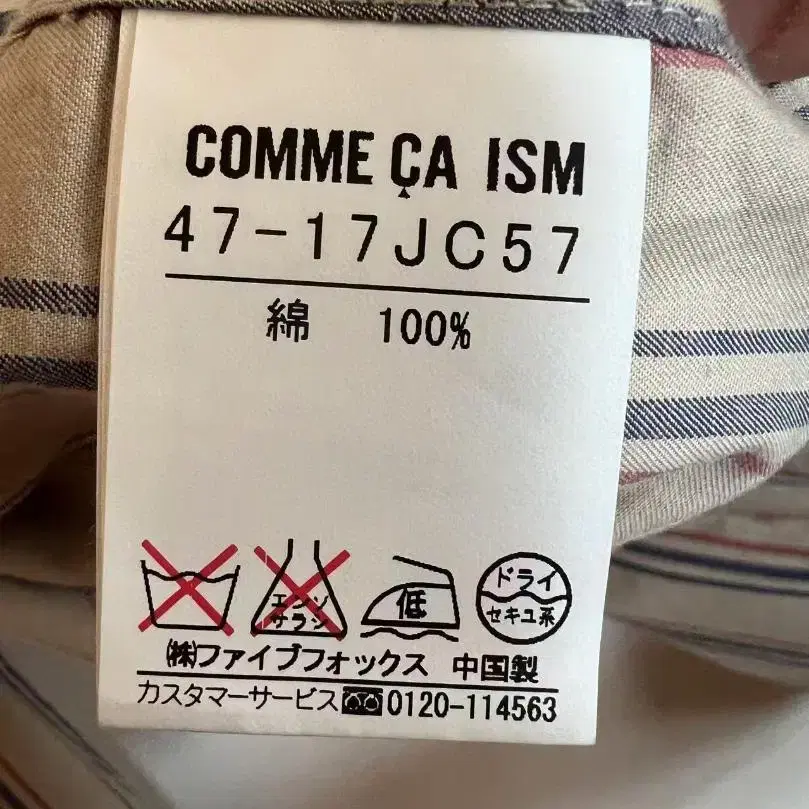 COMME ÇA ISM
47-17JC57
綿 100%
エンソ
サラシ
低
ドライ
セキユ系
㈱ファイブフォックス 中国製
カスタマーサービス 0120-114563